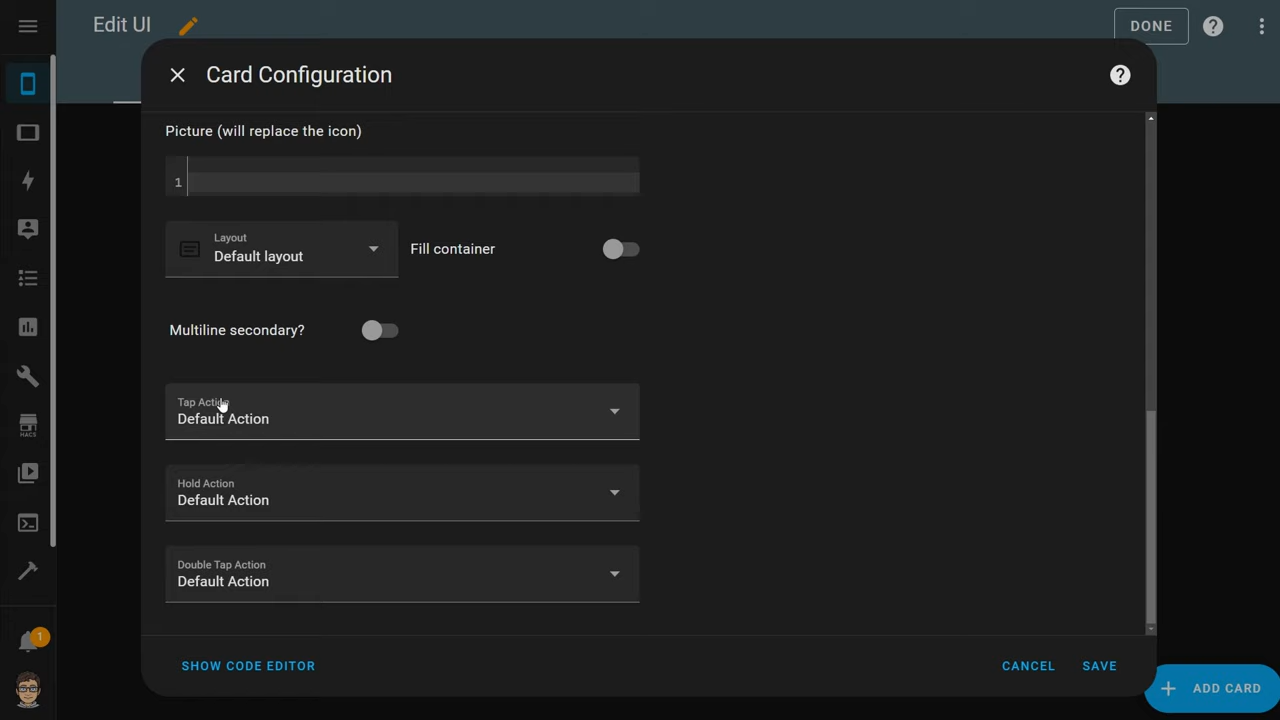 Edit UI
DONE
Card Configuration
Picture (will replace the icon)
1
Layout
Default layout
Fill container
Multiline secondary?
Tap Action
Default Action
Hold Action
Default Action
Double Tap Action
Default Action
HACS
1
SHOW CODE EDITOR
CANCEL
SAVE
ADD CARD